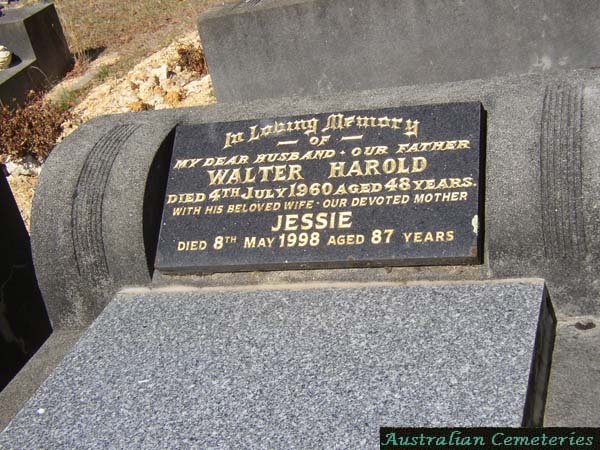 In Loving Memory
— OF —
MY DEAR HUSBAND · OUR FATHER
WALTER HAROLD
DIED 4TH JULY 1960 AGED 48 YEARS.
WITH HIS BELOVED WIFE · OUR DEVOTED MOTHER
JESSIE
DIED 8TH MAY 1998 AGED 87 YEARS
Australian Cemeteries